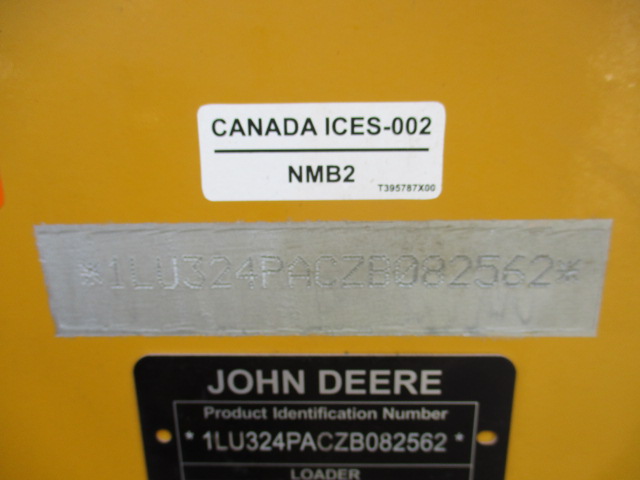 CANADA ICES-002
NMB2
T395787X00
*1LU324PACZB082562*
JOHN DEERE
Product Identification Number
* 1LU324PACZB082562 *
LOADER